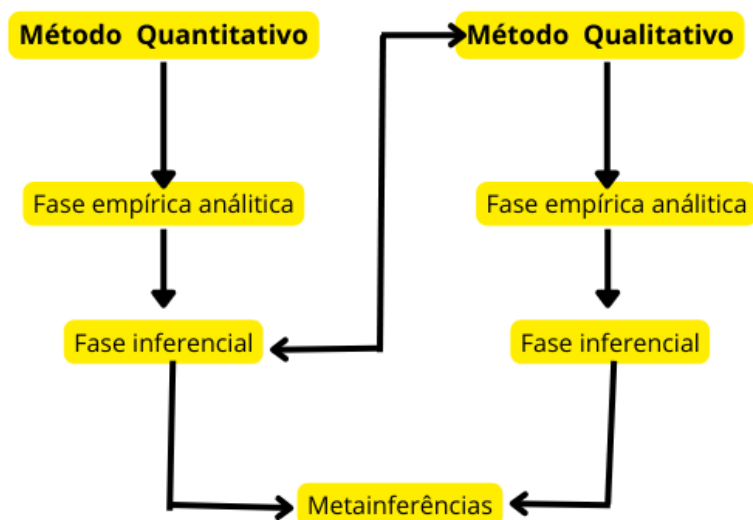 Método Quantitativo
Método Qualitativo
Fase empírica análitica
Fase empírica análitica
Fase inferencial
Fase inferencial
Metainferências